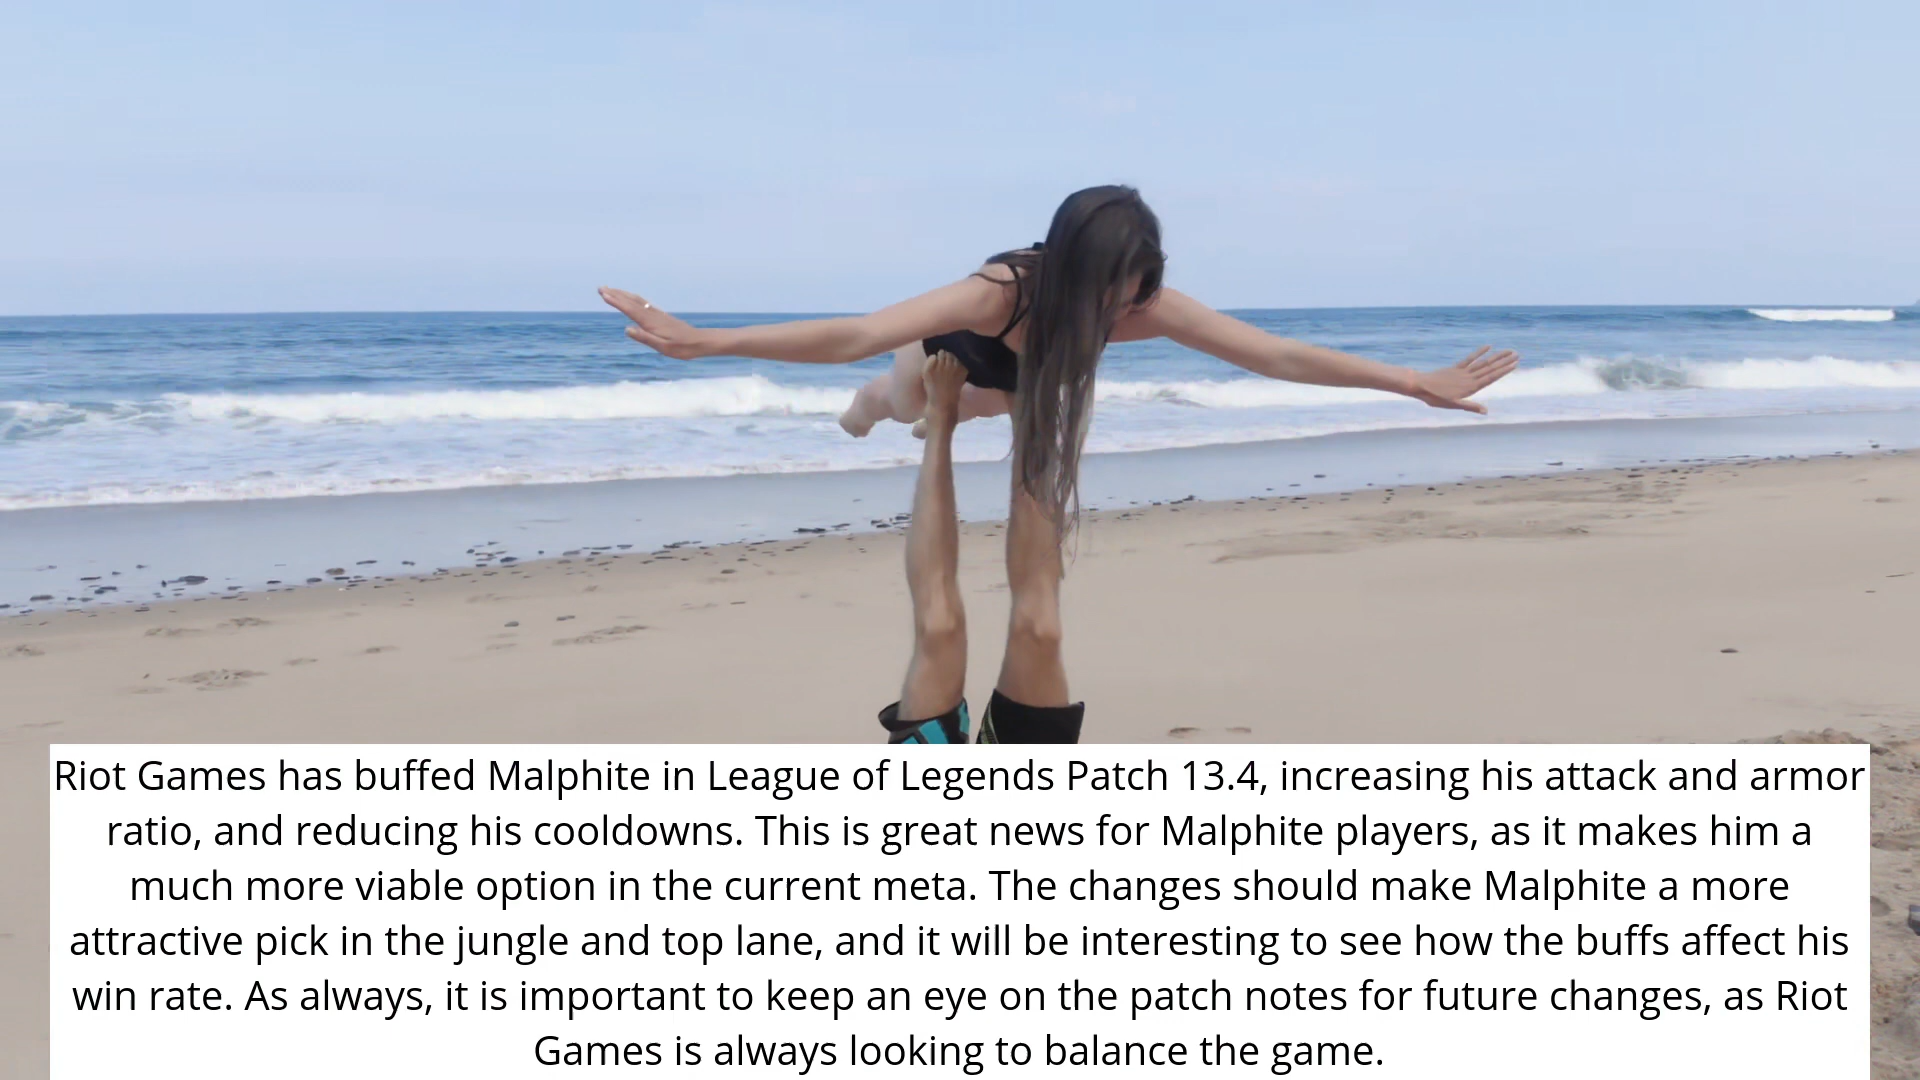 Riot Games has buffed Malphite in League of Legends Patch 13.4, increasing his attack and armor
ratio, and reducing his cooldowns. This is great news for Malphite players, as it makes him a
much more viable option in the current meta. The changes should make Malphite a more
attractive pick in the jungle and top lane, and it will be interesting to see how the buffs affect his
win rate. As always, it is important to keep an eye on the patch notes for future changes, as Riot
Games is always looking to balance the game.